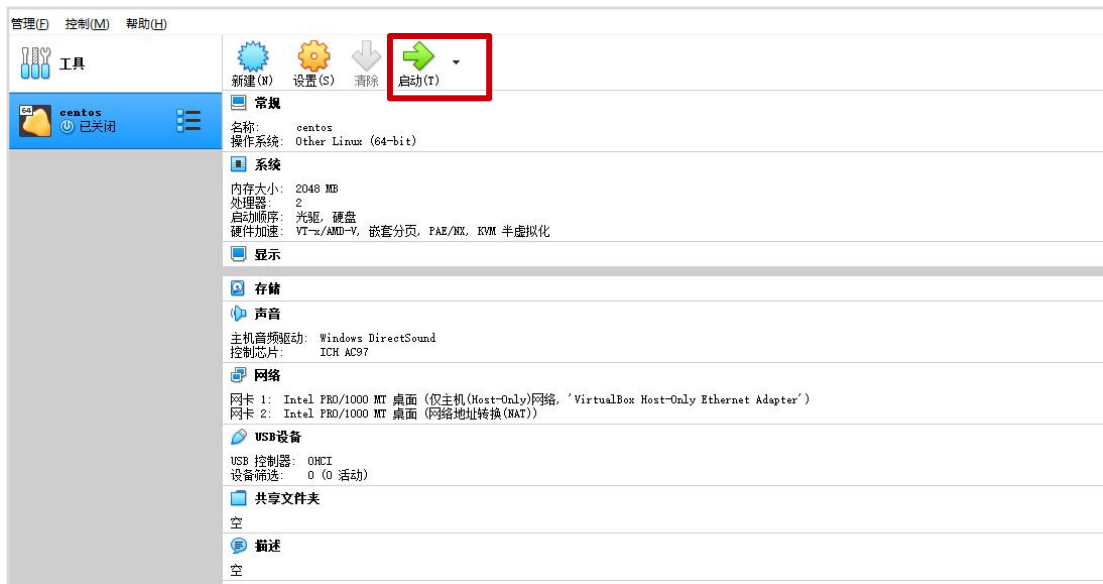 管理(F) 控制(M) 帮助(H)
工具
新建(N) 设置(S) 清除 启动(T)
64 centos
已关闭
常规
名称: centos
操作系统: Other Linux (64-bit)
系统
内存大小: 2048 MB
处理器: 2
启动顺序: 光驱, 硬盘
硬件加速: VT-x/AMD-V, 嵌套分页, PAE/NX, KVM 半虚拟化
显示
存储
声音
主机音频驱动: Windows DirectSound
控制芯片: ICH AC97
网络
网卡 1: Intel PRO/1000 MT 桌面 (仅主机(Host-Only)网络, 'VirtualBox Host-Only Ethernet Adapter')
网卡 2: Intel PRO/1000 MT 桌面 (网络地址转换(NAT))
USB设备
USB 控制器: OHCI
设备筛选: 0 (0 活动)
共享文件夹
空
描述
空